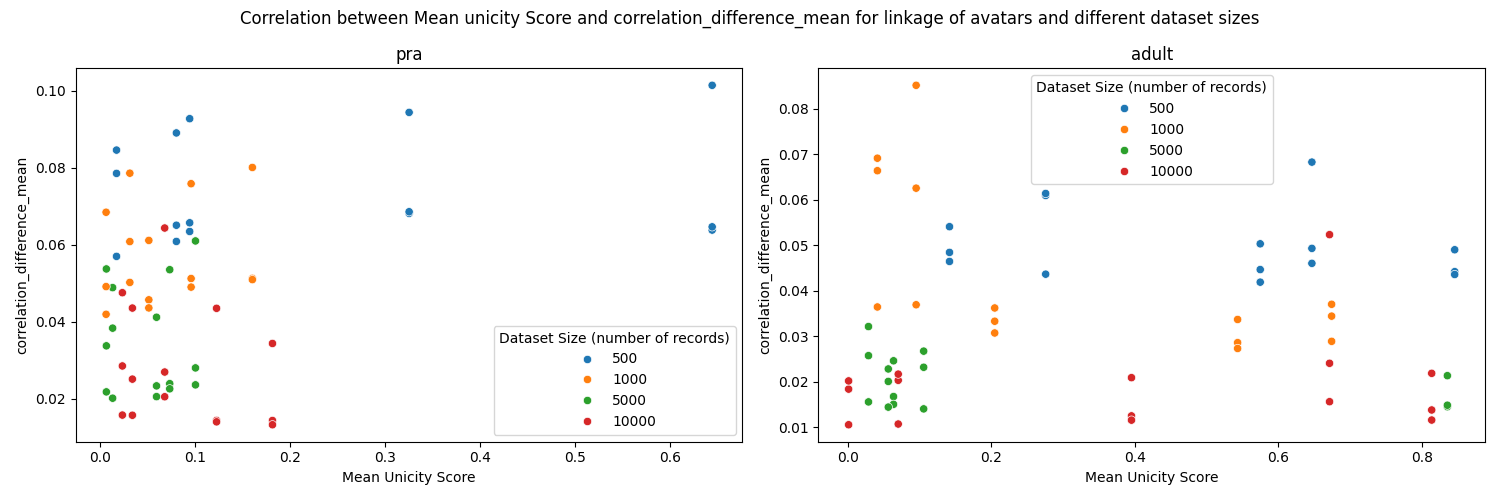 Correlation between Mean unicity Score and correlation_difference_mean for linkage of avatars and different dataset sizes
pra
correlation_difference_mean
0.10
0.08
0.06
0.04
0.02
Dataset Size (number of records)
500
1000
5000
10000
0.0 0.1 0.2 0.3 0.4 0.5 0.6
Mean Unicity Score
adult
correlation_difference_mean
0.08
0.07
0.06
0.05
0.04
0.03
0.02
0.01
Dataset Size (number of records)
500
1000
5000
10000
0.0 0.2 0.4 0.6 0.8
Mean Unicity Score